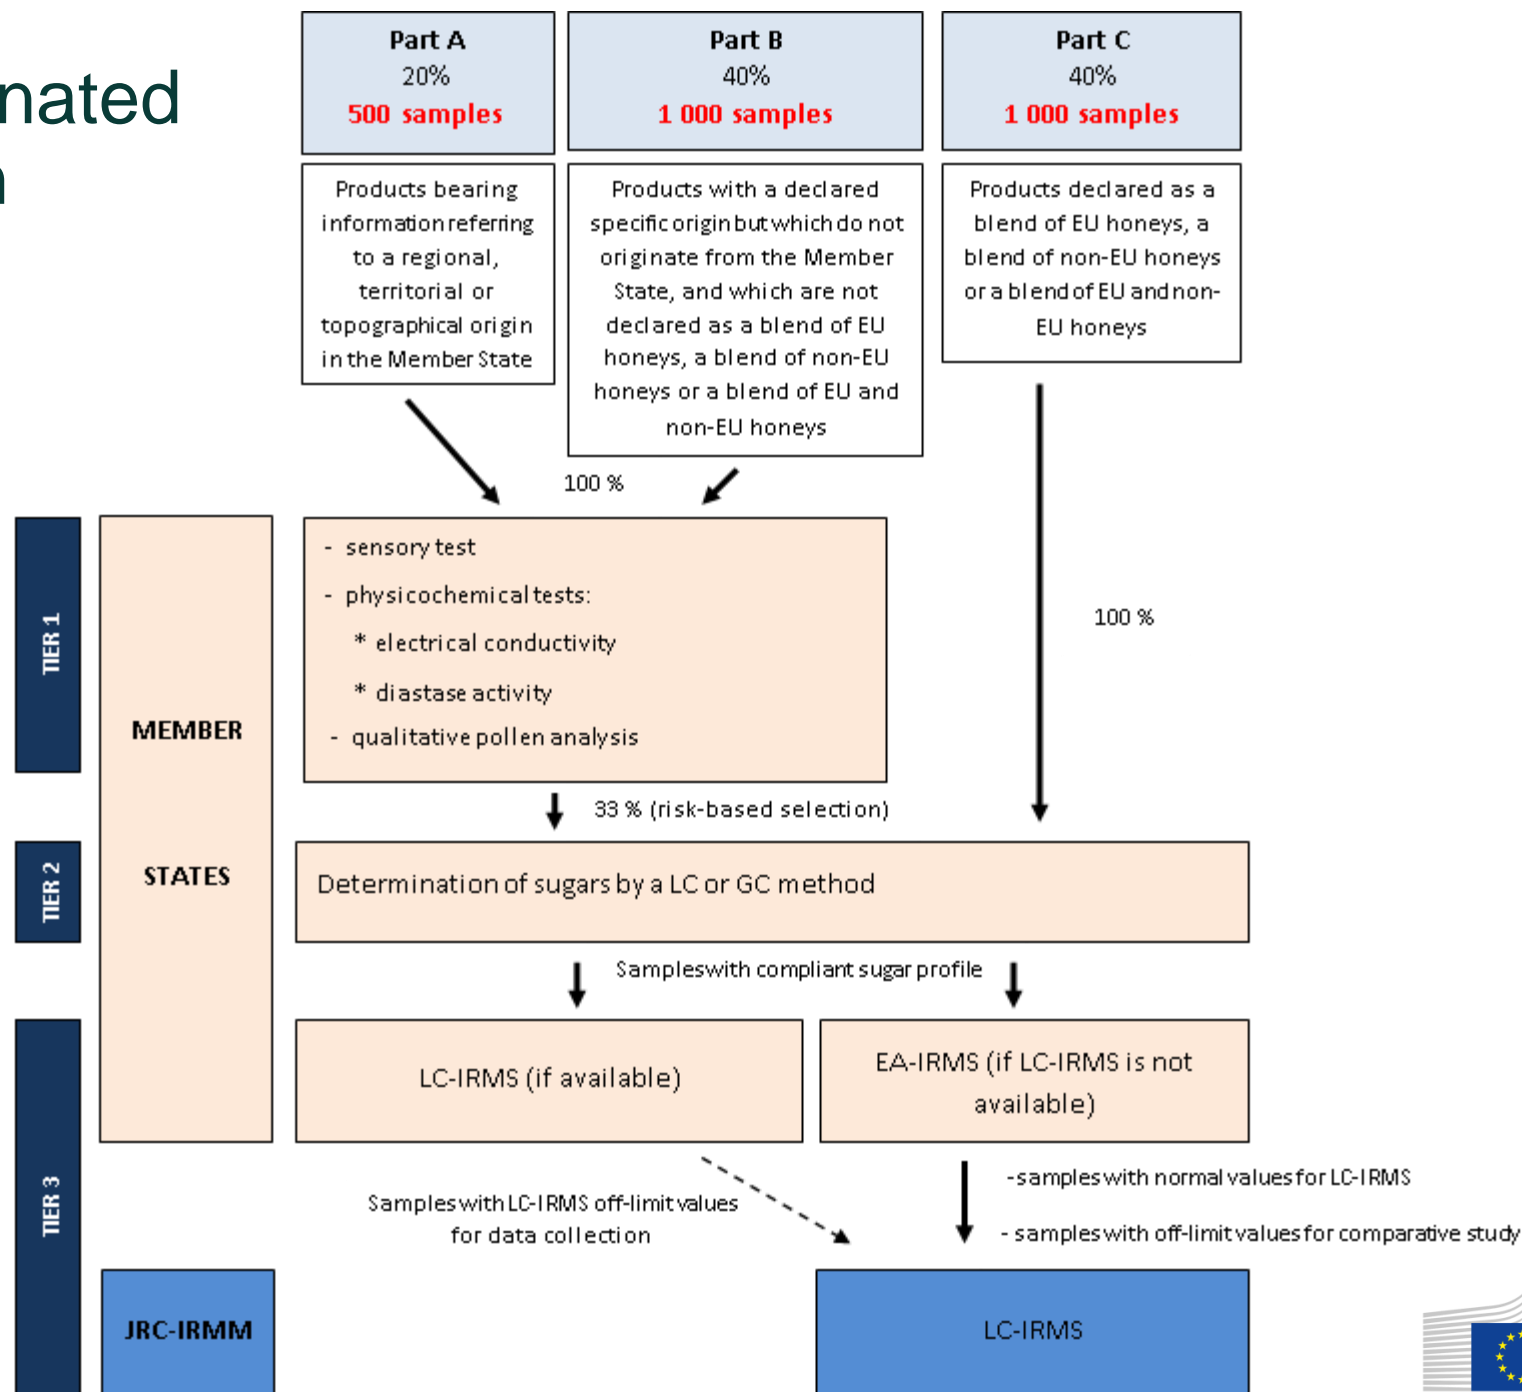 nated
n
Part A
20%
500 samples
Part B
40%
1 000 samples
Part C
40%
1 000 samples
Products bearing
information referring
to a regional,
territorial or
topographical origin
in the Member State
Products with a declared
specific origin but which do not
originate from the Member
State, and which are not
declared as a blend of EU
honeys, a blend of non-EU
honeys or a blend of EU and
non-EU honeys
Products declared as a
blend of EU honeys, a
blend of non-EU honeys
or a blend of EU and non-
EU honeys
100 %
TIER 1
MEMBER
STATES
- sensory test
- physicochemical tests:
* electrical conductivity
* diastase activity
- qualitative pollen analysis
100 %
33 % (risk-based selection)
TIER 2
Determination of sugars by a LC or GC method
Samples with compliant sugar profile
TIER 3
LC-IRMS (if available)
EA-IRMS (if LC-IRMS is not
available)
Samples with LC-IRMS off-limit values
for data collection
- samples with normal values for LC-IRMS
- samples with off-limit values for comparative study
JRC-IRMM
LC-IRMS